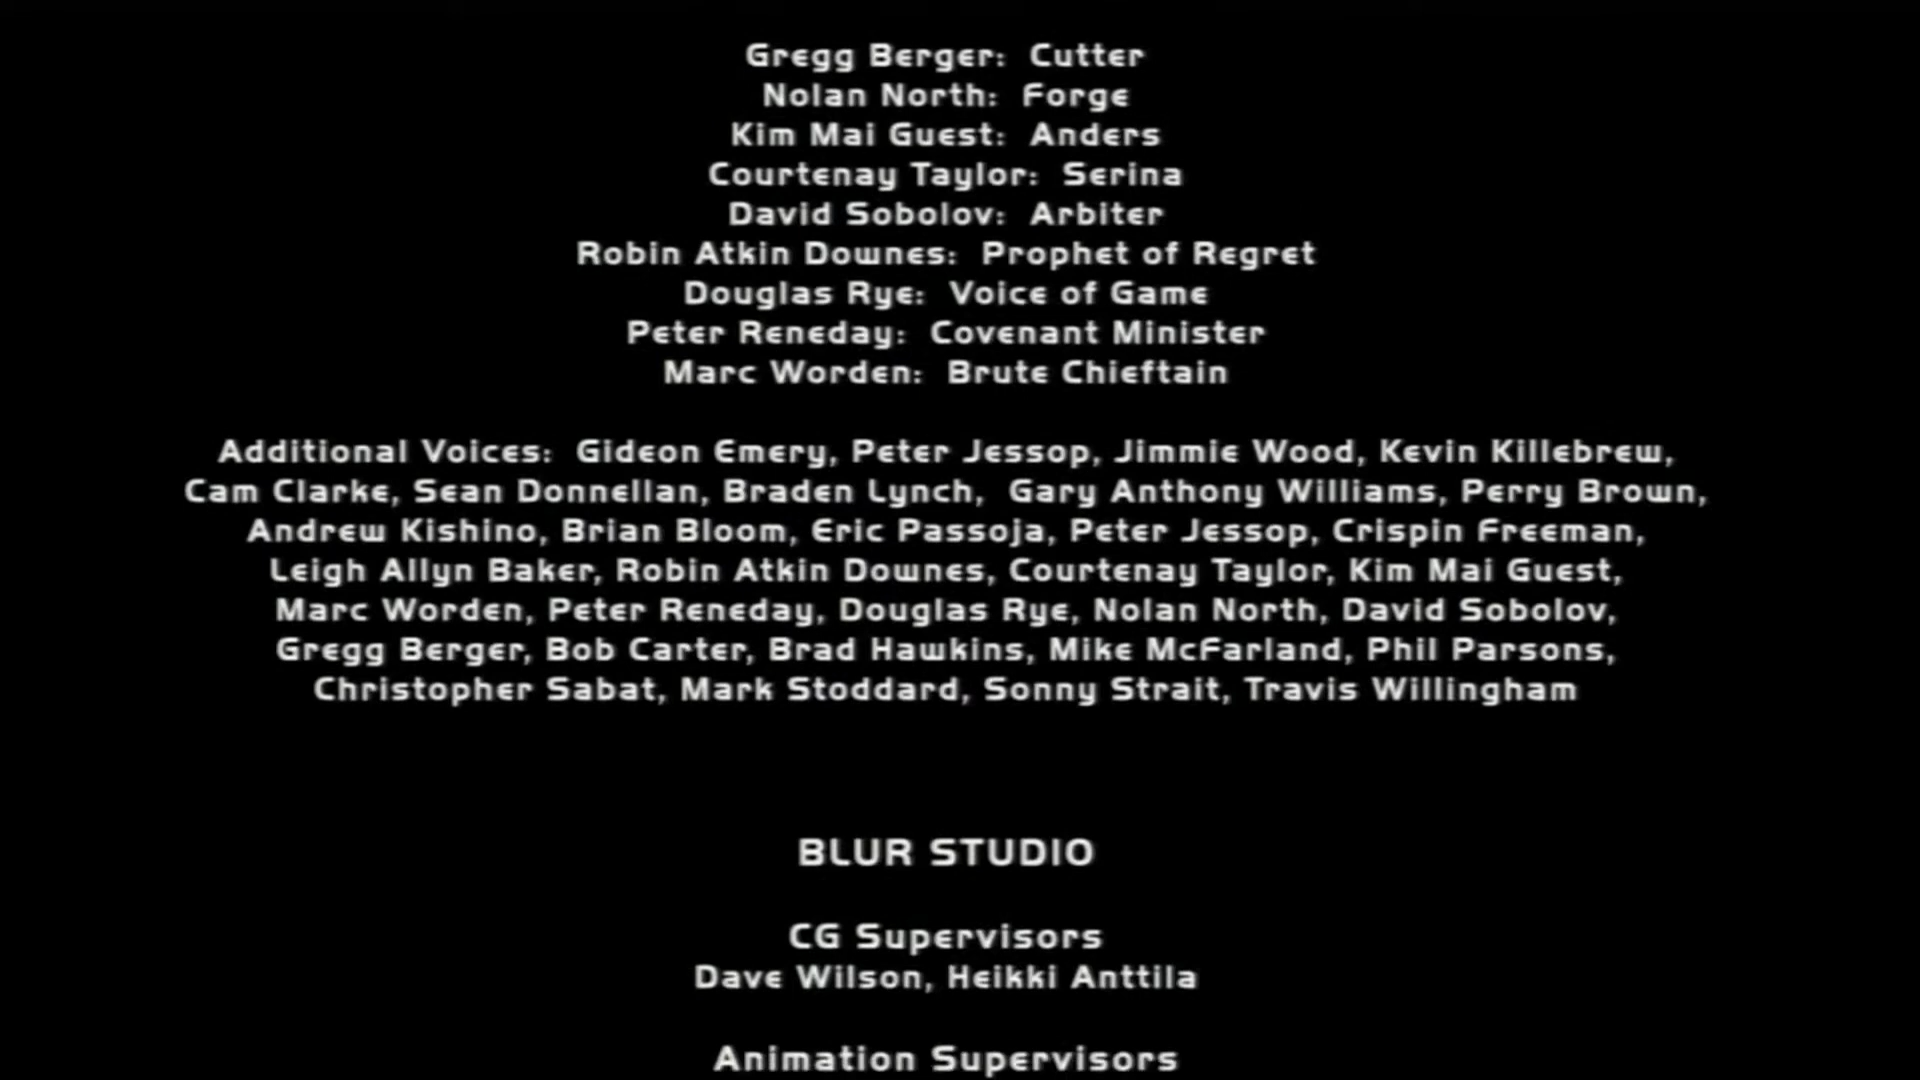 Gregg Berger:  Cutter
Nolan North:  Forge
Kim Mai Guest:  Anders
Courtenay Taylor:  Serina
David Sobolov:  Arbiter
Robin Atkin Downes:  Prophet of Regret
Douglas Rye:  Voice of Game
Peter Reneday:  Covenant Minister
Marc Worden:  Brute Chieftain
Additional Voices:  Gideon Emery, Peter Jessop, Jimmie Wood, Kevin Killebrew,
Cam Clarke, Sean Donnellan, Braden Lynch,  Gary Anthony Williams, Perry Brown,
Andrew Kishino, Brian Bloom, Eric Passoja, Peter Jessop, Crispin Freeman,
Leigh Allyn Baker, Robin Atkin Downes, Courtenay Taylor, Kim Mai Guest,
Marc Worden, Peter Reneday, Douglas Rye, Nolan North, David Sobolov,
Gregg Berger, Bob Carter, Brad Hawkins, Mike McFarland, Phil Parsons,
Christopher Sabat, Mark Stoddard, Sonny Strait, Travis Willingham
BLUR STUDIO
CG Supervisors
Dave Wilson, Heikki Anttila
Animation Supervisors